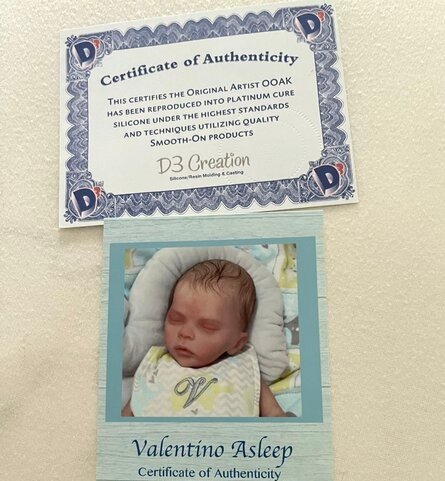 D D
Certificate of Authenticity
This certifies the Original Artist OOAK
has been reproduced into platinum cure
silicone under the highest standards
and techniques utilizing quality
Smooth-On products
D3 Creation
Silicone/Resin Molding & Casting
D D
V
Valentino Asleep
Certificate of Authenticity